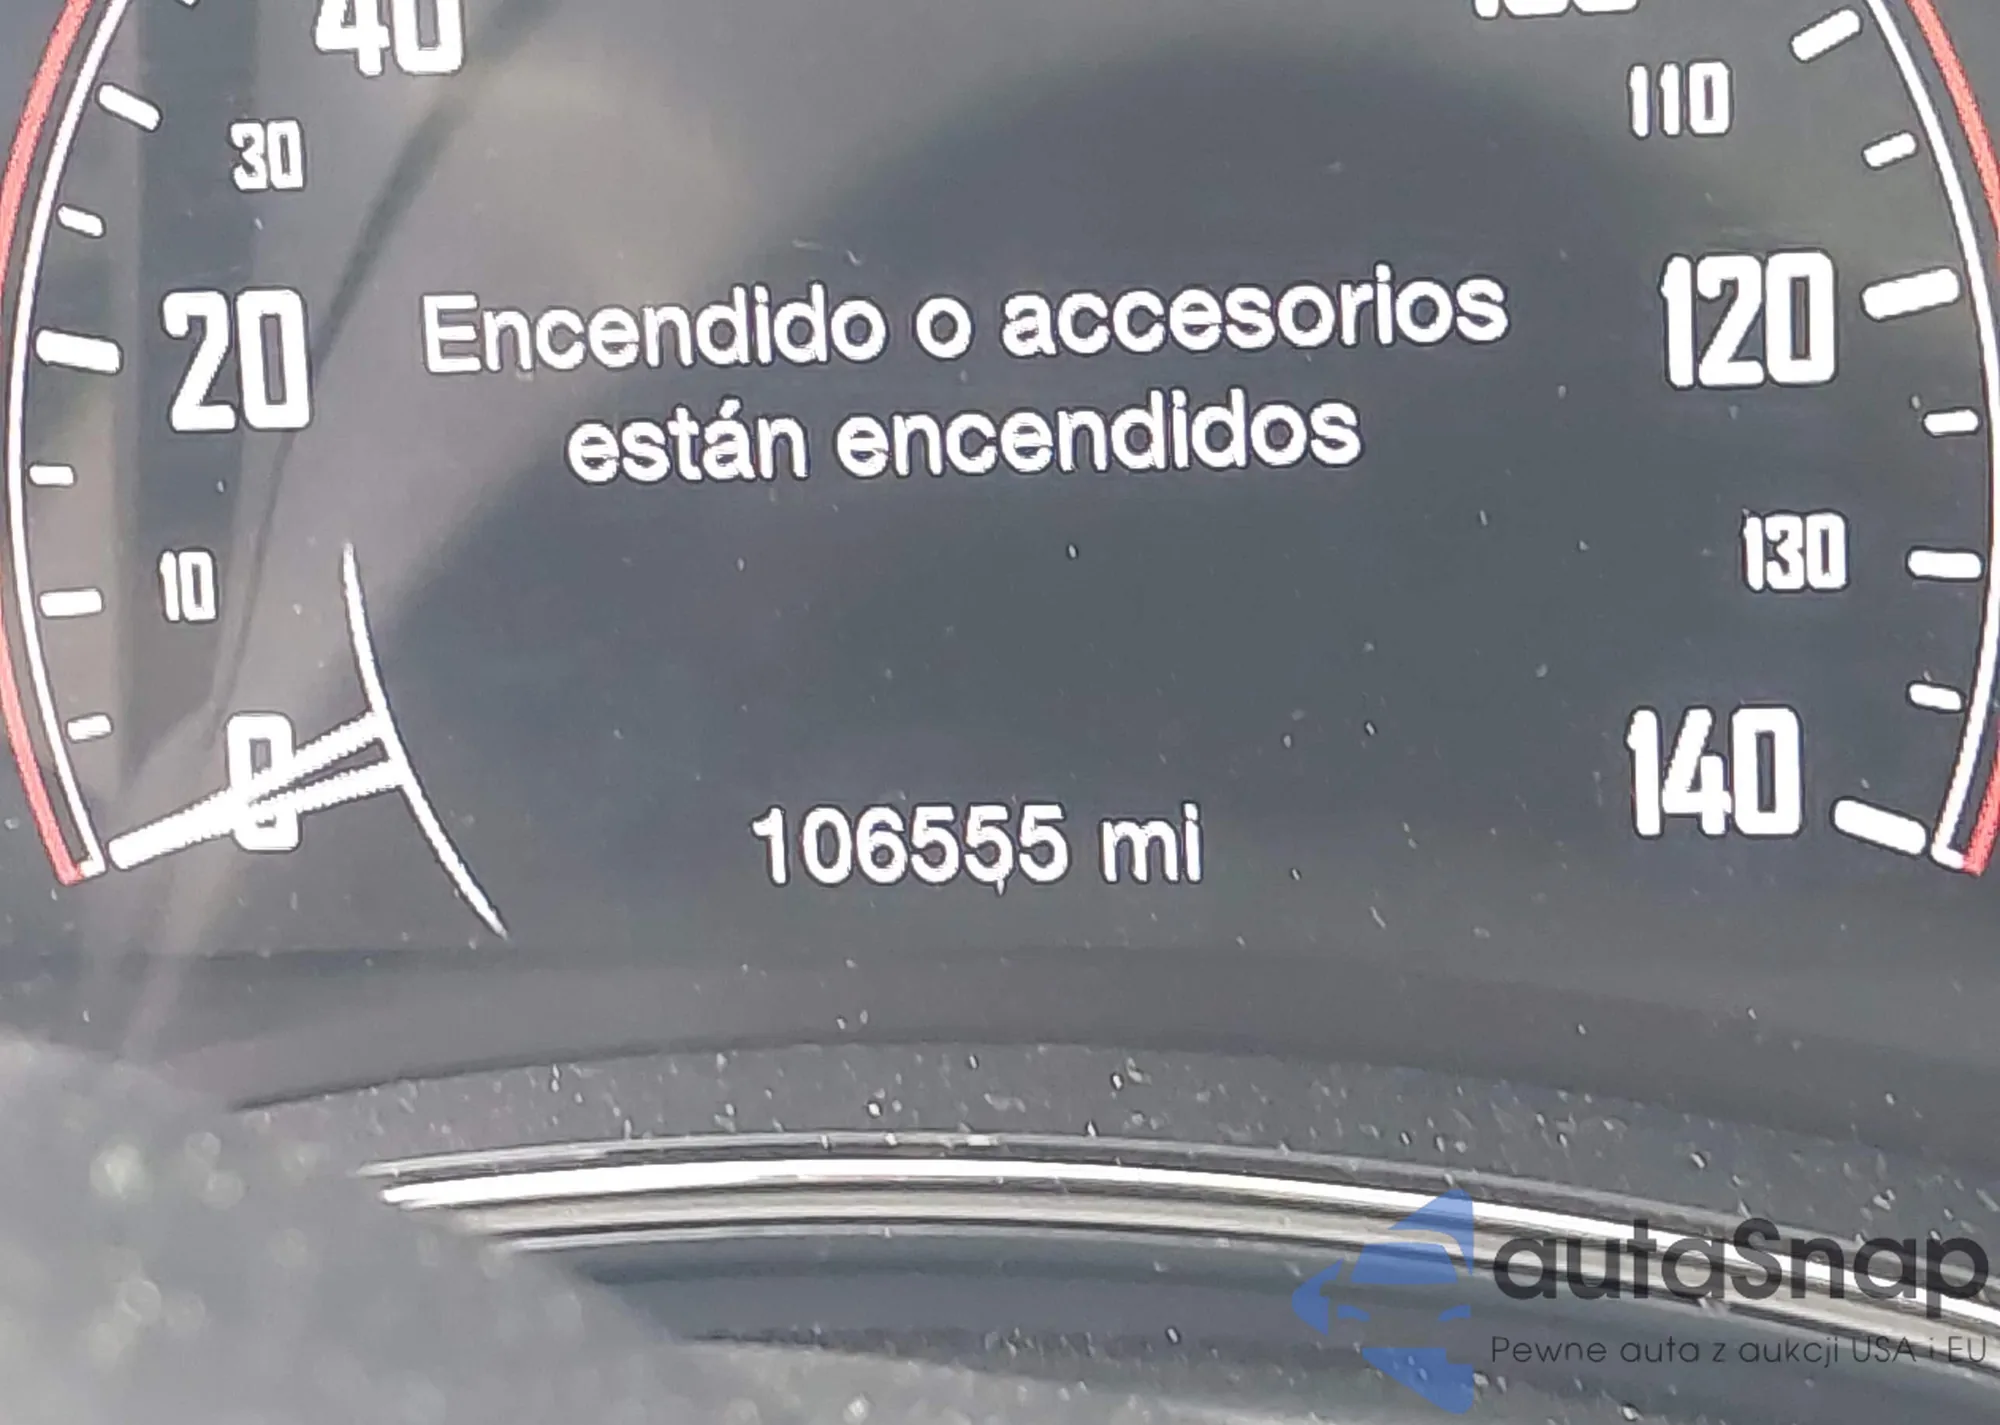 40
30
20
10
0
110
120
130
140
Encendido o accesorios
están encendidos
106555 mi
autaSnap
Pewne auta z aukcji USA i EU